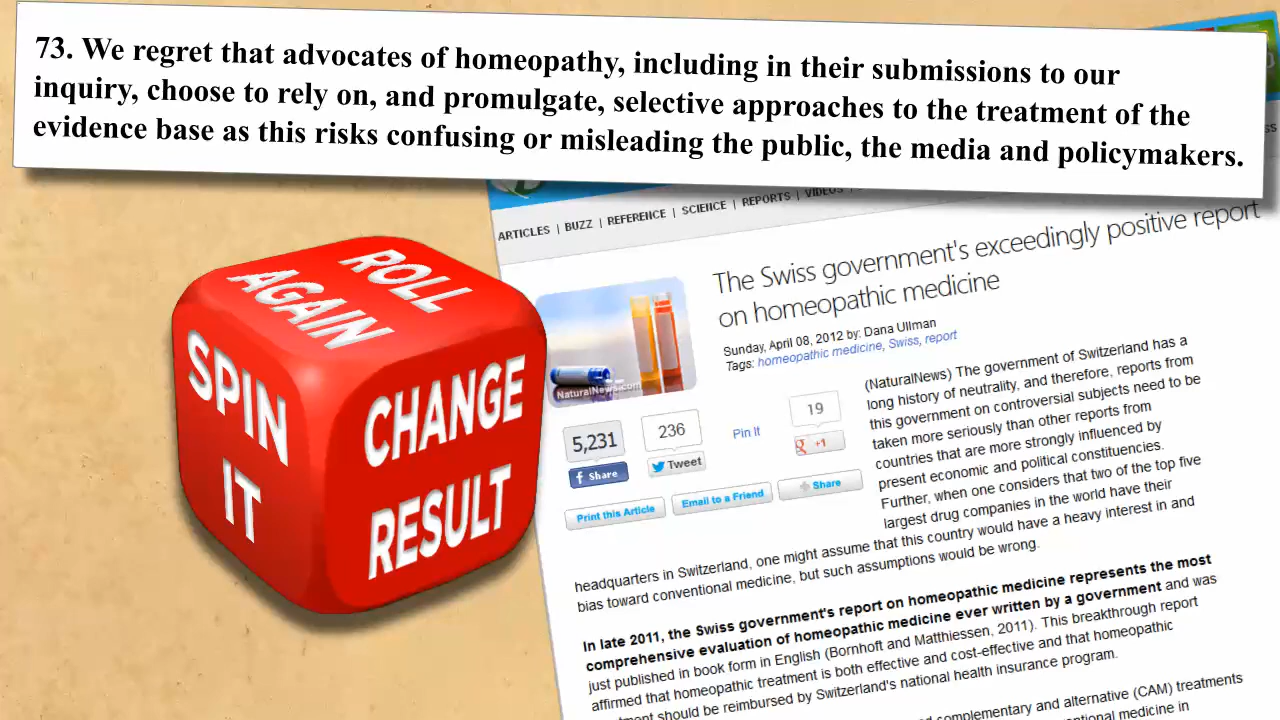 73. We regret that advocates of homeopathy, including in their submissions to our
inquiry, choose to rely on, and promulgate, selective approaches to the treatment of the
evidence base as this risks confusing or misleading the public, the media and policymakers.
ARTICLES | BUZZ | REFERENCE | SCIENCE | REPORTS | VIDEOS
ROLL
AGAIN
SPIN
IT
CHANGE
RESULT
The Swiss government's exceedingly positive report
on homeopathic medicine
Sunday, April 08, 2012 by: Dana Ullman
Tags: homeopathic medicine, Swiss, report
NaturalNews.com
5,231
Share
236
Tweet
Pin It
19
g +1
Print this Article
Email to a Friend
Share
(NaturalNews) The government of Switzerland has a
long history of neutrality, and therefore, reports from
this government on controversial subjects need to be
taken more seriously than other reports from
countries that are more strongly influenced by
present economic and political constituencies.
Further, when one considers that two of the top five
largest drug companies in the world have their
headquarters in Switzerland, one might assume that this country would have a heavy interest in and
bias toward conventional medicine, but such assumptions would be wrong.
In late 2011, the Swiss government's report on homeopathic medicine represents the most
comprehensive evaluation of homeopathic medicine ever written by a government and was
just published in book form in English (Bornhoft and Matthiessen, 2011). This breakthrough report
affirmed that homeopathic treatment is both effective and cost-effective and that homeopathic
should be reimbursed by Switzerland's national health insurance program.
complementary and alternative (CAM) treatments
medicine in